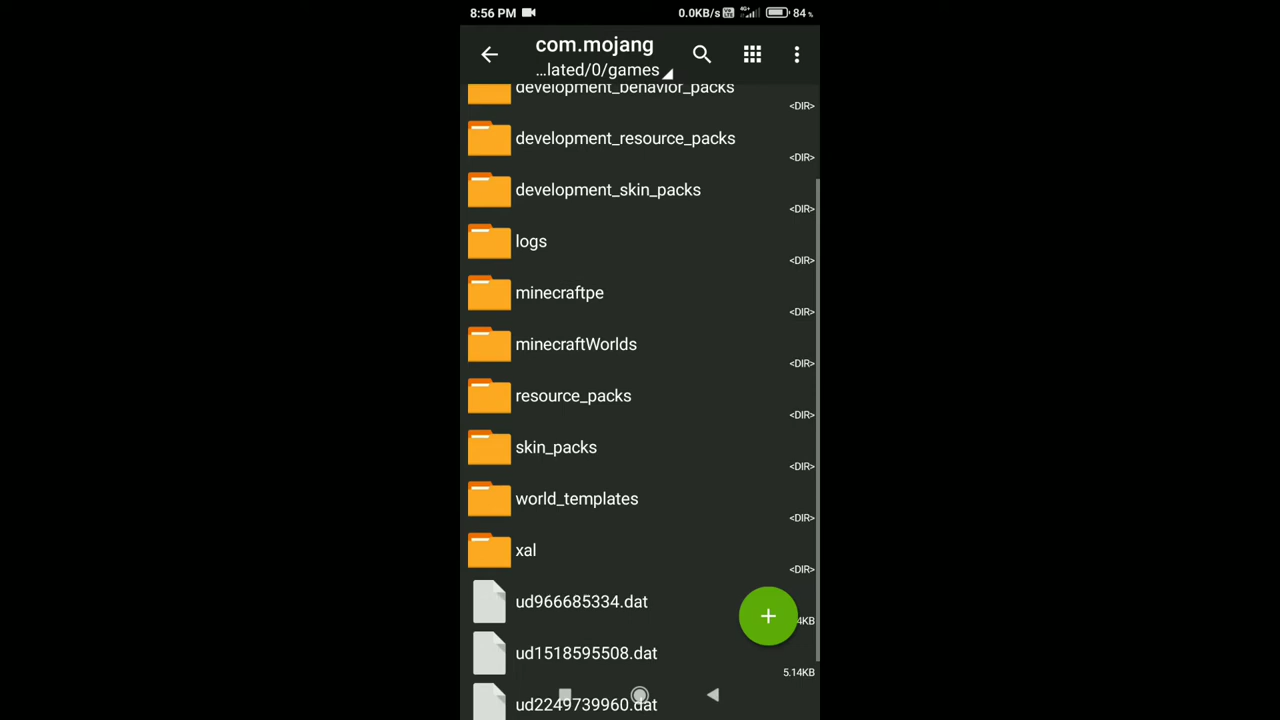 8:56 PM 0.0KB/s 4G+ 84%
com.mojang
...lated/0/games
development_behavior_packs
<DIR>
development_resource_packs
<DIR>
development_skin_packs
<DIR>
logs
<DIR>
minecraftpe
<DIR>
minecraftWorlds
<DIR>
resource_packs
<DIR>
skin_packs
<DIR>
world_templates
<DIR>
xal
<DIR>
ud966685334.dat
4KB
ud1518595508.dat
5.14KB
ud2249739960.dat